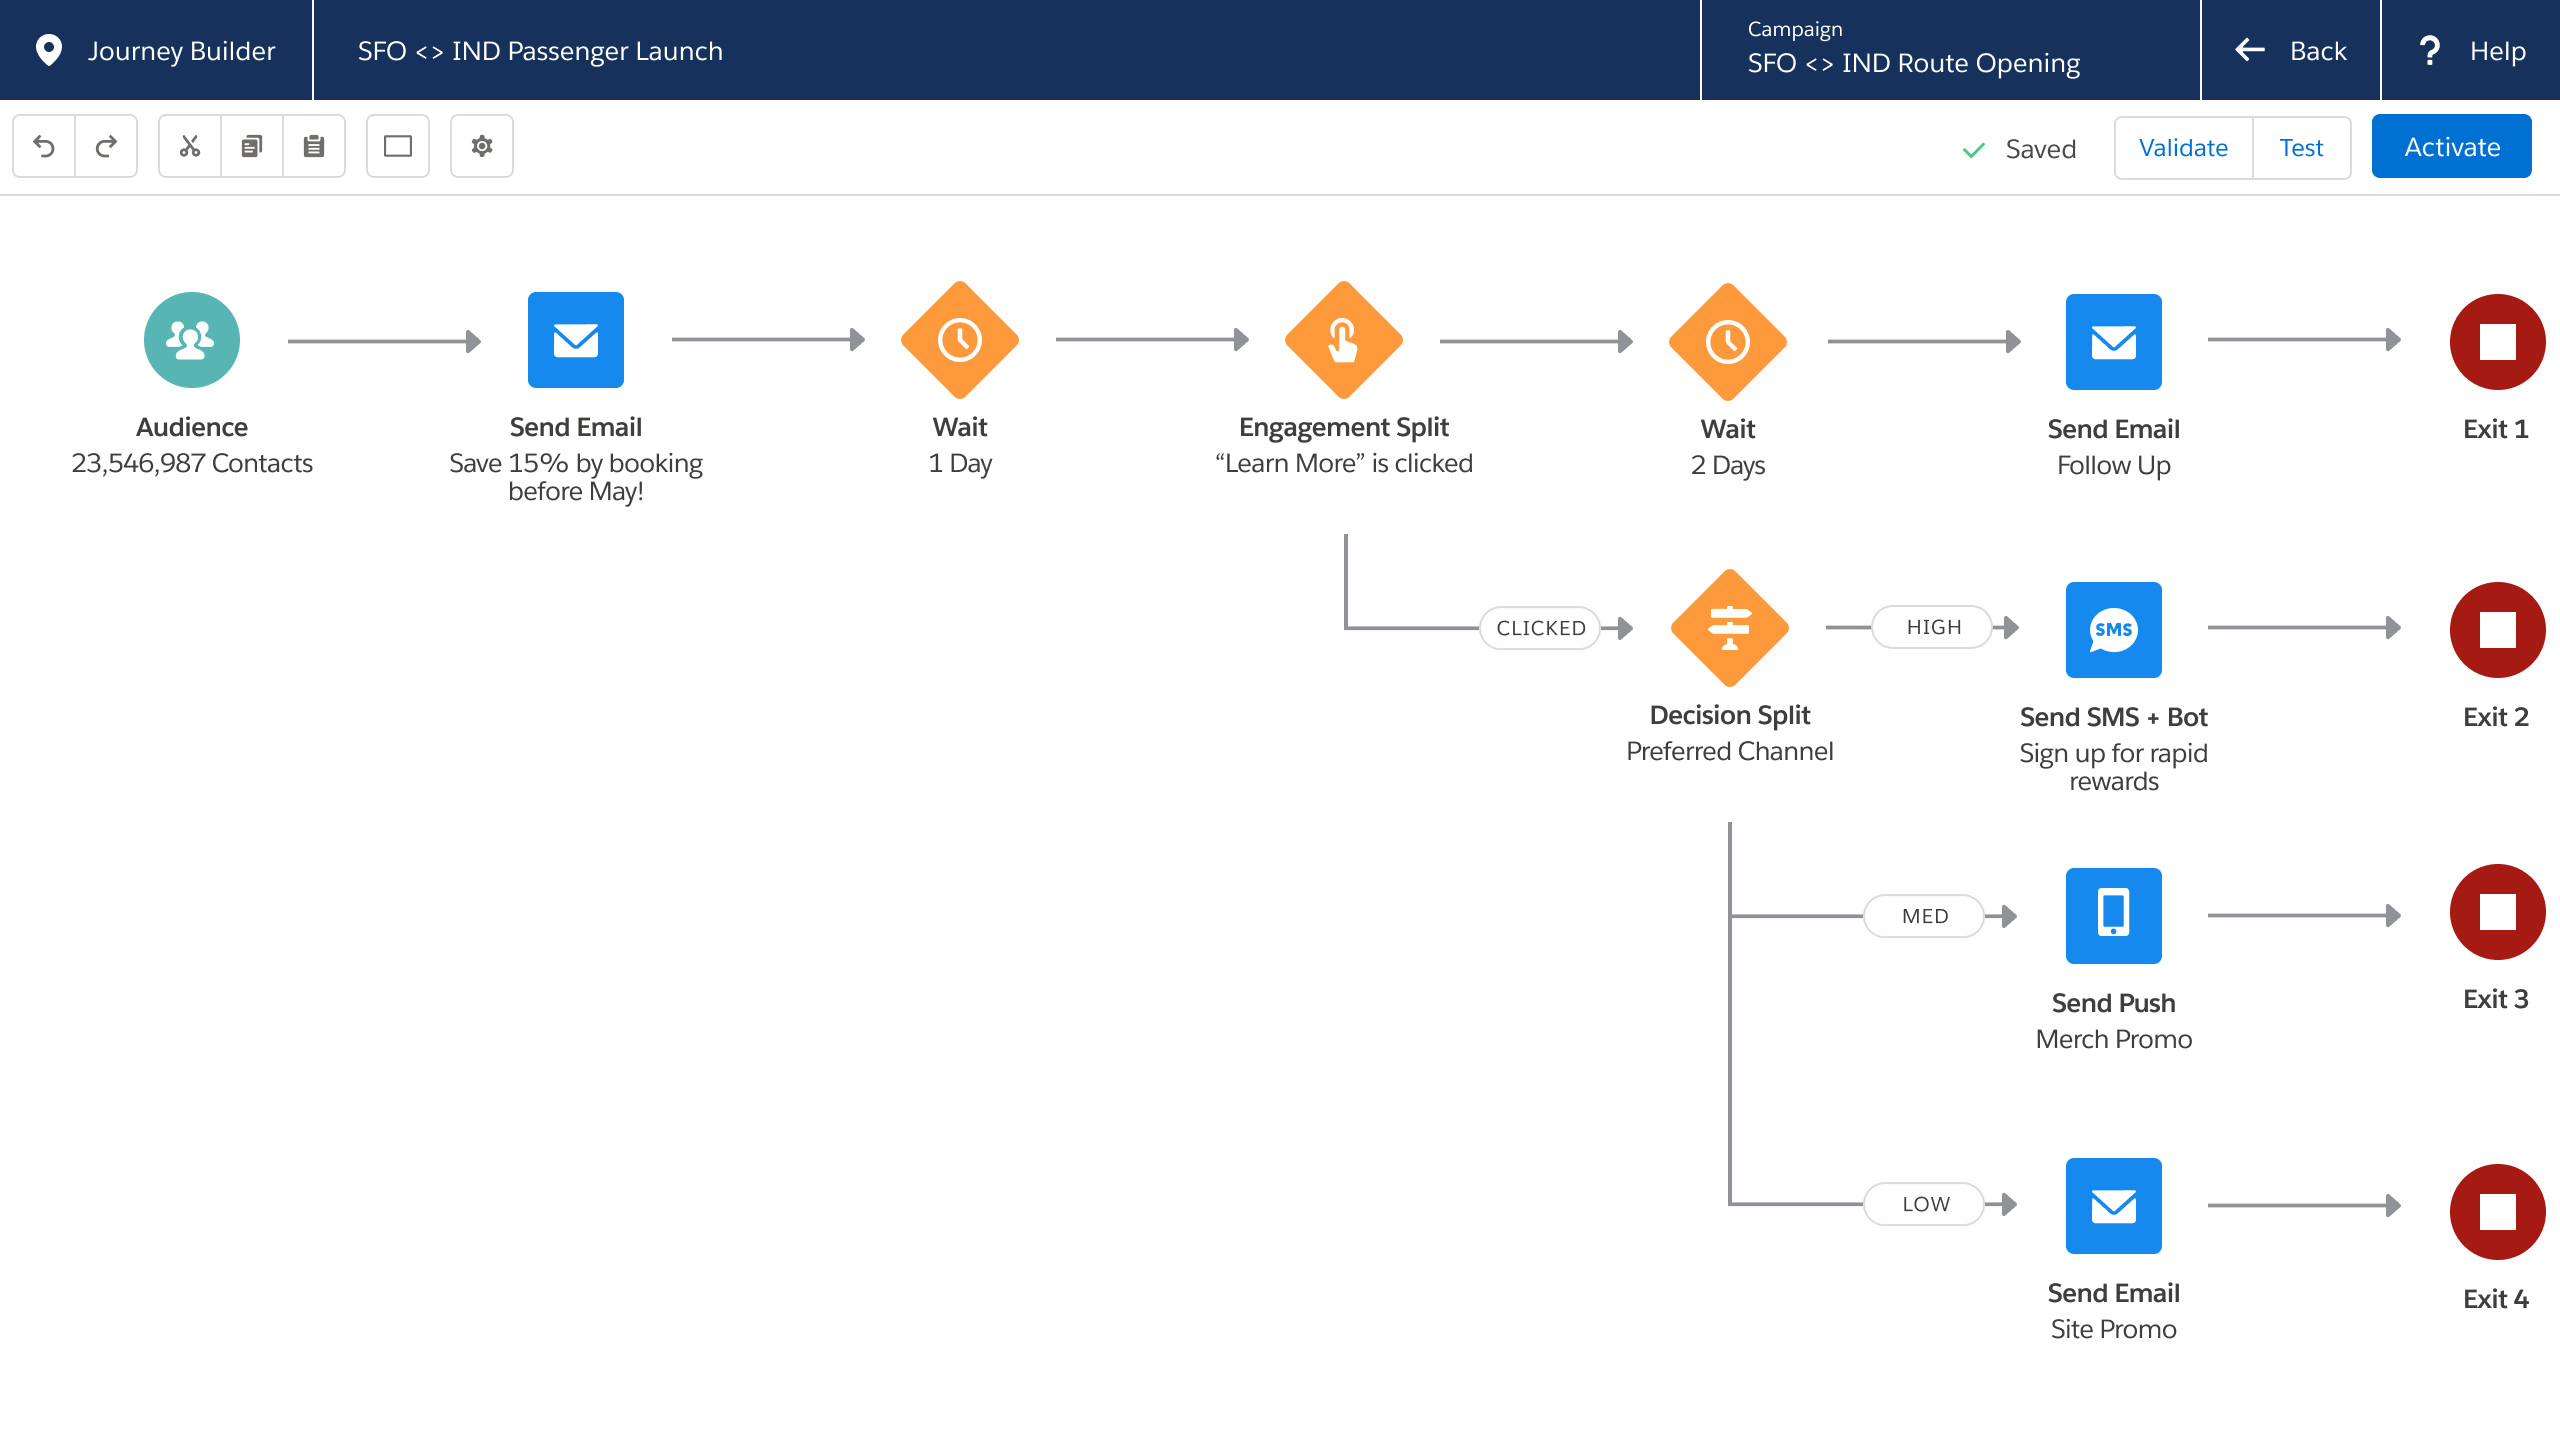 Journey Builder
SFO <> IND Passenger Launch
Campaign
SFO <> IND Route Opening
Back
? Help
Saved
Validate
Test
Activate
Audience
23,546,987 Contacts
Send Email
Save 15% by booking
before May!
Wait
1 Day
Engagement Split
“Learn More” is clicked
Wait
2 Days
Send Email
Follow Up
Exit 1
CLICKED
Decision Split
Preferred Channel
HIGH
SMS
Send SMS + Bot
Sign up for rapid
rewards
Exit 2
MED
Send Push
Merch Promo
Exit 3
LOW
Send Email
Site Promo
Exit 4